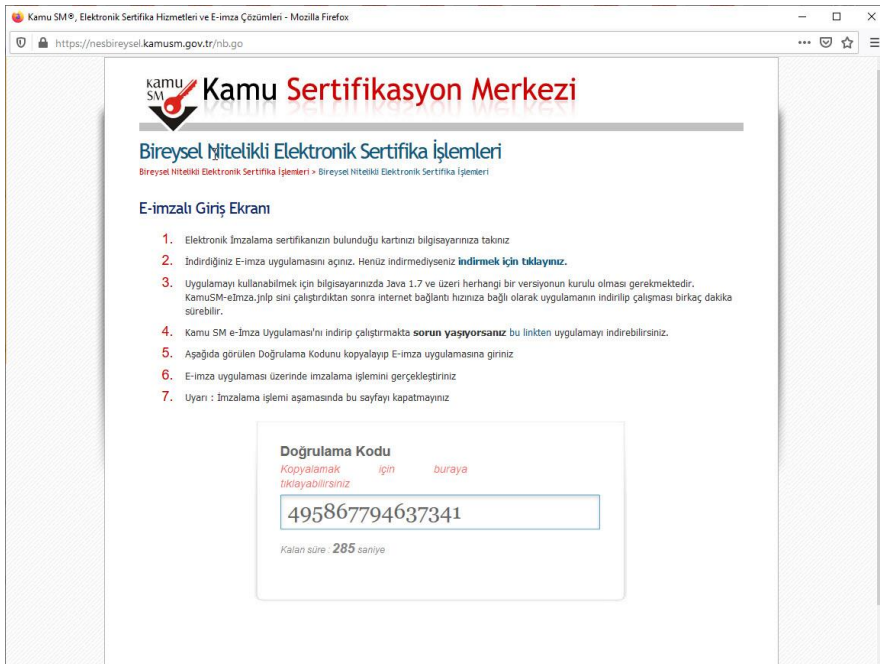 Kamu SM®, Elektronik Sertifika Hizmetleri ve E-imza Çözümleri - Mozilla Firefox
https://nesbireysel.kamusm.gov.tr/nb.go
Kamu SM
Kamu Sertifikasyon Merkezi
Bireysel Nitelikli Elektronik Sertifika İşlemleri
Bireysel Nitelikli Elektronik Sertifika İşlemleri > Bireysel Nitelikli Elektronik Sertifika İşlemleri
E-imzalı Giriş Ekranı
1. Elektronik İmzalama sertifikanızın bulunduğu kartınızı bilgisayarınıza takınız
2. İndirdiğiniz E-imza uygulamasını açınız. Henüz indirmediyseniz indirmek için tıklayınız.
3. Uygulamayı kullanabilmek için bilgisayarınızda Java 1.7 ve üzeri herhangi bir versiyonun kurulu olması gerekmektedir.
KamuSM-eImza.jnlp sini çalıştırdıktan sonra internet bağlantı hızınıza bağlı olarak uygulamanın indirilip çalışması birkaç dakika
sürebilir.
4. Kamu SM e-İmza Uygulaması'nı indirip çalıştırmakta sorun yaşıyorsanız bu linkten uygulamayı indirebilirsiniz.
5. Aşağıda görülen Doğrulama Kodunu kopyalayıp E-imza uygulamasına giriniz
6. E-imza uygulaması üzerinde imzalama işlemini gerçekleştiriniz
7. Uyarı : İmzalama işlemi aşamasında bu sayfayı kapatmayınız
Doğrulama Kodu
Kopyalamak için buraya
tıklayabilirsiniz
495867794637341
Kalan süre : 285 saniye